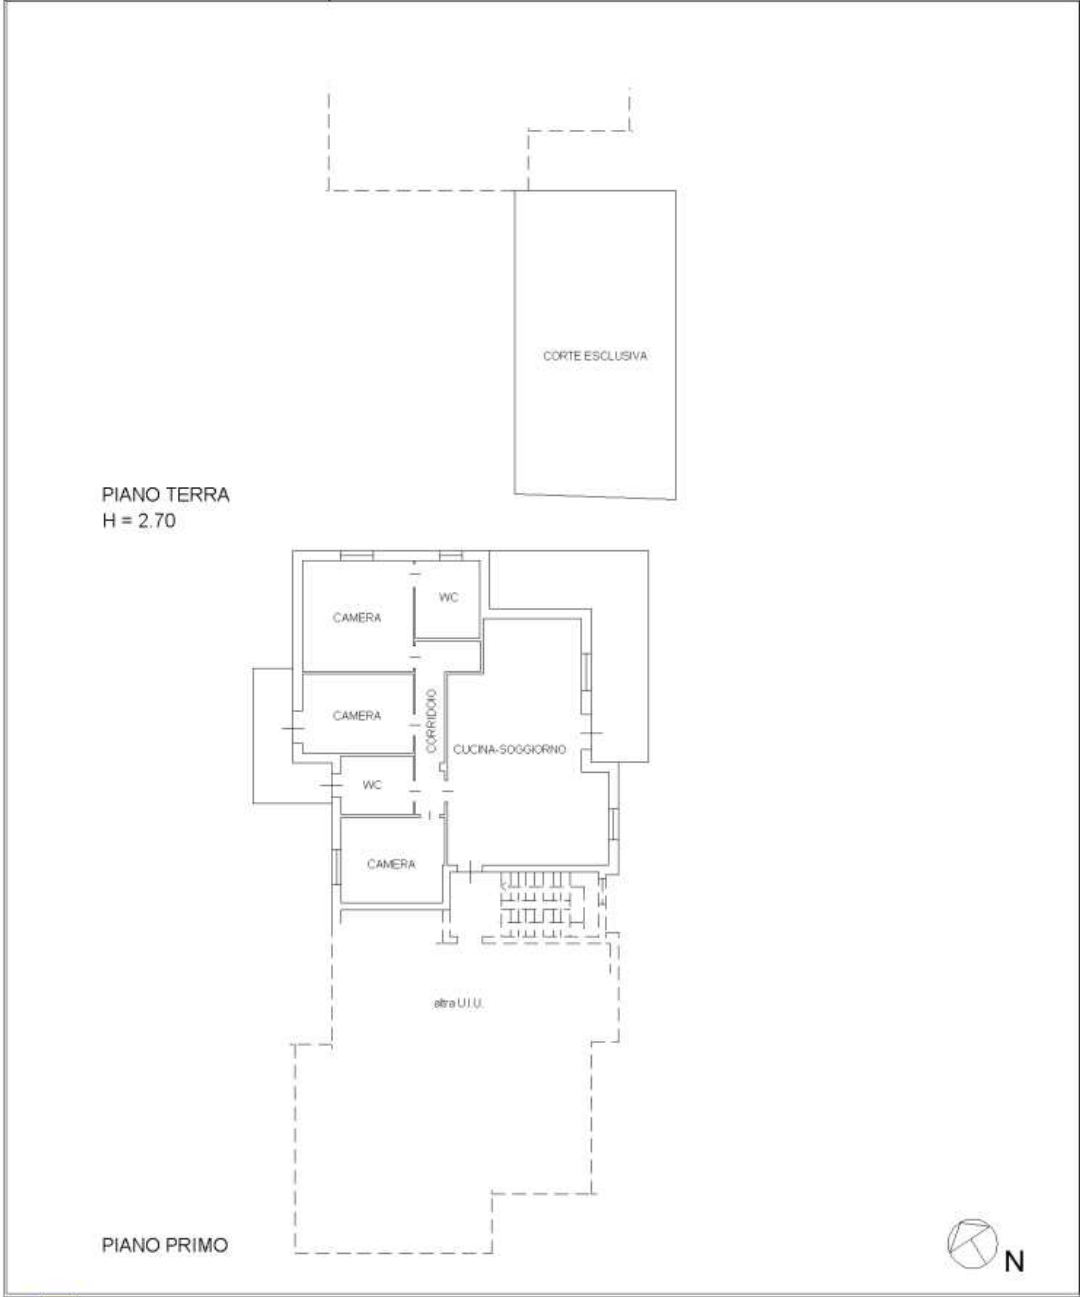 CORTE ESCLUSIVA
PIANO TERRA
H = 2.70
WC
CAMERA
CORRIDOIO
CAMERA
CUCINA-SOGGIORNO
WC
CAMERA
altra U.I.U.
PIANO PRIMO
N